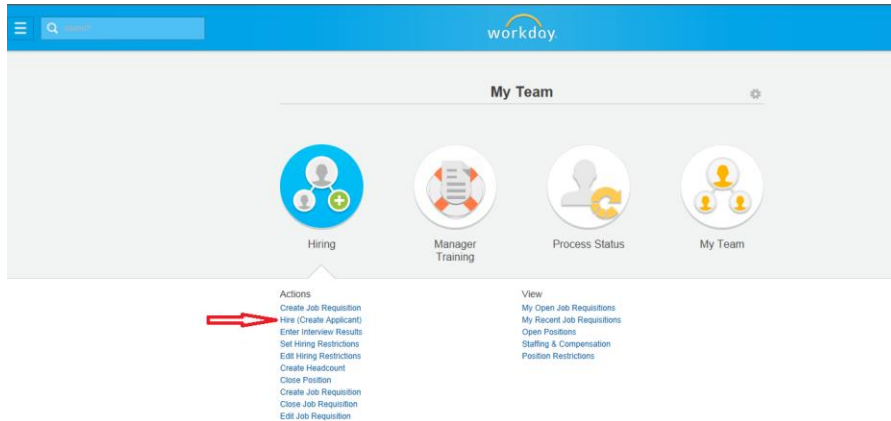 workday.
My Team
Hiring
Manager
Training
Process Status
My Team
Actions
Create Job Requisition
Hire (Create Applicant)
Enter Interview Results
Set Hiring Restrictions
Edit Hiring Restrictions
Create Headcount
Close Position
Create Job Requisition
Close Job Requisition
Edit Job Requisition
View
My Open Job Requisitions
My Recent Job Requisitions
Open Positions
Staffing & Compensation
Position Restrictions